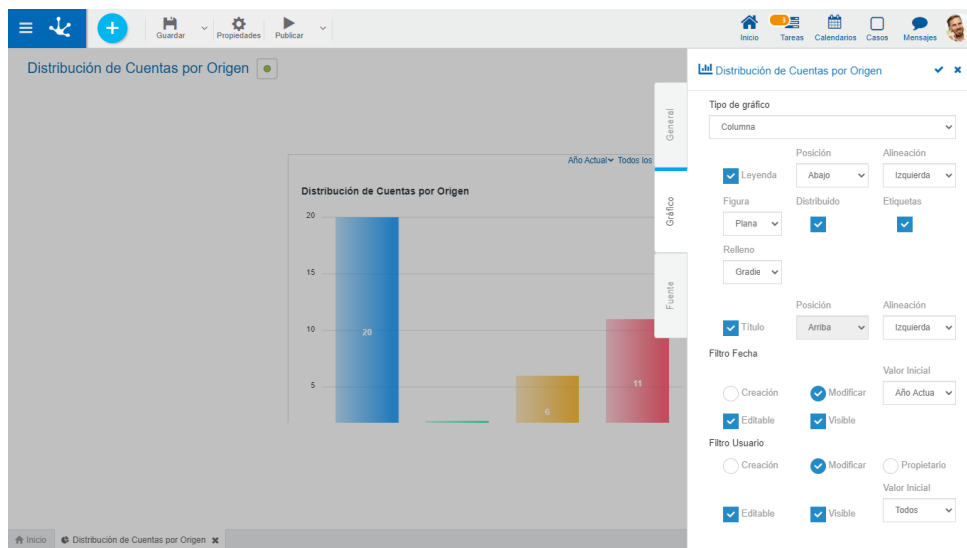 Guardar
Propiedades
Publicar
Inicio
Tareas
Calendarios
Casos
Mensajes
Distribución de Cuentas por Origen
Año Actual
Todos los
Distribución de Cuentas por Origen
20
15
10
5
20
6
11
General
Gráfico
Fuente
Distribución de Cuentas por Origen
Tipo de gráfico
Columna
Posición
Alineación
Leyenda
Abajo
Izquierda
Figura
Distribuido
Etiquetas
Plana
Relleno
Gradie
Posición
Alineación
Título
Arriba
Izquierda
Filtro Fecha
Valor Inicial
Creación
Modificar
Año Actua
Editable
Visible
Filtro Usuario
Creación
Modificar
Propietario
Valor Inicial
Editable
Visible
Todos
Inicio
Distribución de Cuentas por Origen